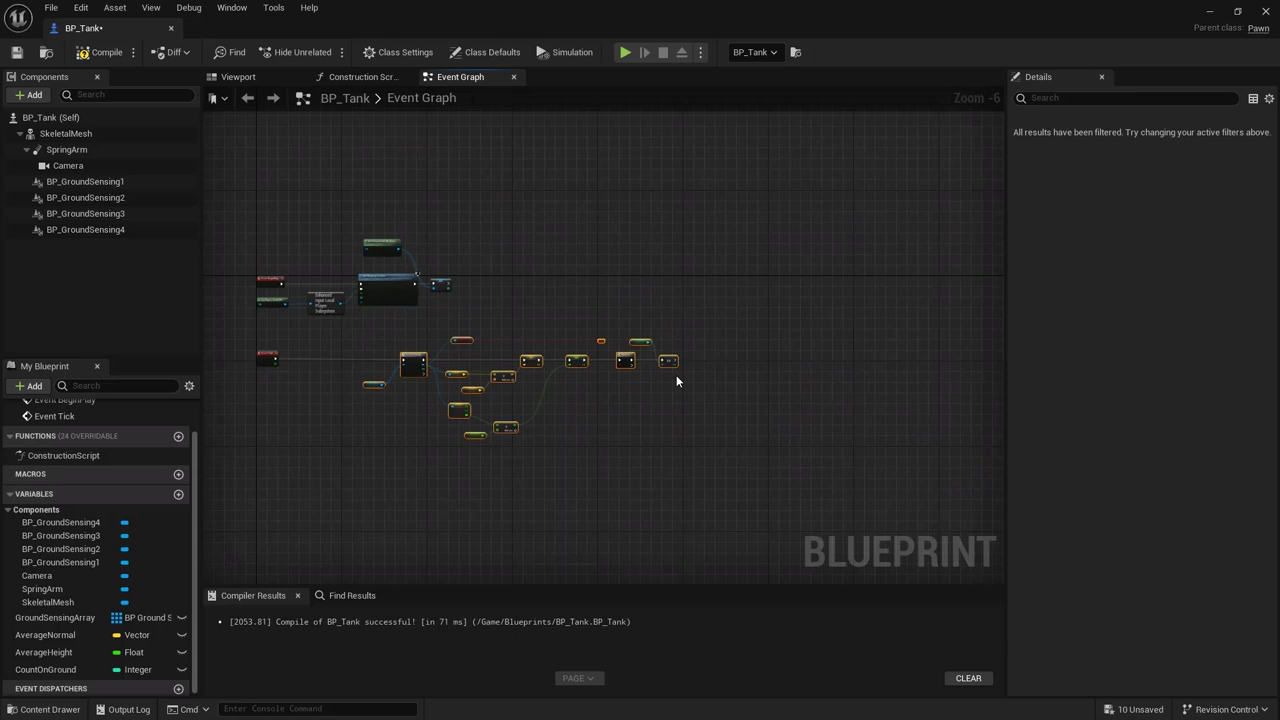 File Edit Asset View Debug Window Tools Help
BP_Tank•
Parent class: Pawn
Compile Diff Find Hide Unrelated Class Settings Class Defaults Simulation BP_Tank
Components
Viewport Construction Scr... Event Graph
Details
Add Search
BP_Tank > Event Graph
Zoom -6
Search
BP_Tank (Self)
SkeletalMesh
SpringArm
Camera
BP_GroundSensing1
BP_GroundSensing2
BP_GroundSensing3
BP_GroundSensing4
All results have been filtered. Try changing your active filters above.
Enhanced
Input Local
Player
Subsystem
My Blueprint
Add Search
Event BeginPlay
Event Tick
FUNCTIONS (24 OVERRIDABLE
ConstructionScript
MACROS
VARIABLES
Components
BP_GroundSensing4
BP_GroundSensing3
BP_GroundSensing2
BP_GroundSensing1
Camera
SpringArm
SkeletalMesh
GroundSensingArray BP Ground S
AverageNormal Vector
AverageHeight Float
CountOnGround Integer
EVENT DISPATCHERS
BLUEPRINT
Compiler Results Find Results
[2053.81] Compile of BP_Tank successful! [in 71 ms] (/Game/Blueprints/BP_Tank.BP_Tank)
PAGE
CLEAR
Content Drawer Output Log Cmd Enter Console Command 10 Unsaved Revision Control